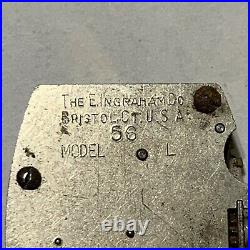 THE E. INGRAHAM CO.
BRISTOL, CT. U.S.A.
56
MODEL L